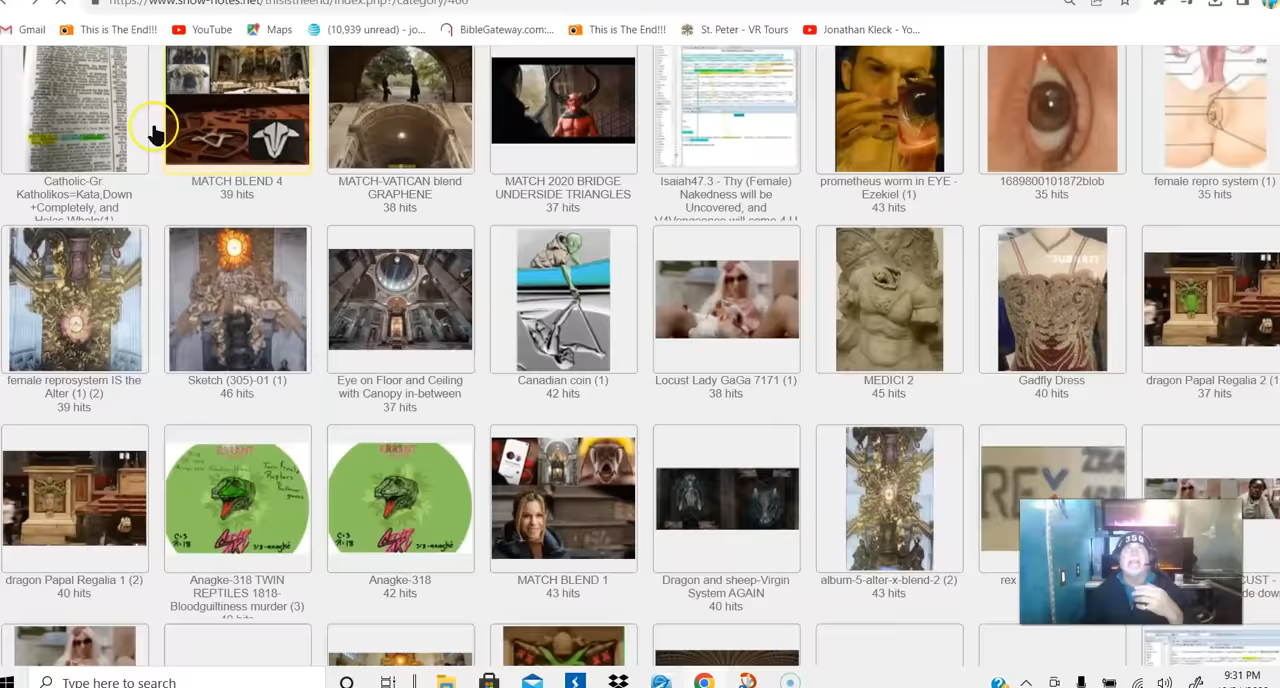 https://www.show-notes.net/thisistheend/index.php?/category/466
Gmail
This is The End!!!
YouTube
Maps
(10,939 unread) - jo...
BibleGateway.com:...
This is The End!!!
St. Peter - VR Tours
Jonathan Kleck - Yo...
Catholic-Gr
Katholikos=Kata,Down
+Completely, and
MATCH BLEND 4
39 hits
MATCH-VATICAN blend
GRAPHENE
38 hits
MATCH 2020 BRIDGE
UNDERSIDE TRIANGLES
37 hits
Isaiah47.3 - Thy (Female)
Nakedness will be
Uncovered, and
prometheus worm in EYE -
Ezekiel (1)
43 hits
1689800101872blob
35 hits
female repro system (1)
35 hits
female reprosystem IS the
Alter (1) (2)
39 hits
Sketch (305)-01 (1)
46 hits
Eye on Floor and Ceiling
with Canopy in-between
37 hits
Canadian coin (1)
42 hits
Locust Lady GaGa 7171 (1)
38 hits
MEDICI 2
45 hits
Gadfly Dress
40 hits
dragon Papal Regalia 2 (1
37 hits
REX
350
dragon Papal Regalia 1 (2)
40 hits
Anagke-318 TWIN
REPTILES 1818-
Bloodguiltiness murder (3)
Anagke-318
42 hits
MATCH BLEND 1
43 hits
Dragon and sheep-Virgin
System AGAIN
40 hits
album-5-alter-x-blend-2 (2)
43 hits
rex
CUST -
de down
Type here to search
9:31 PM